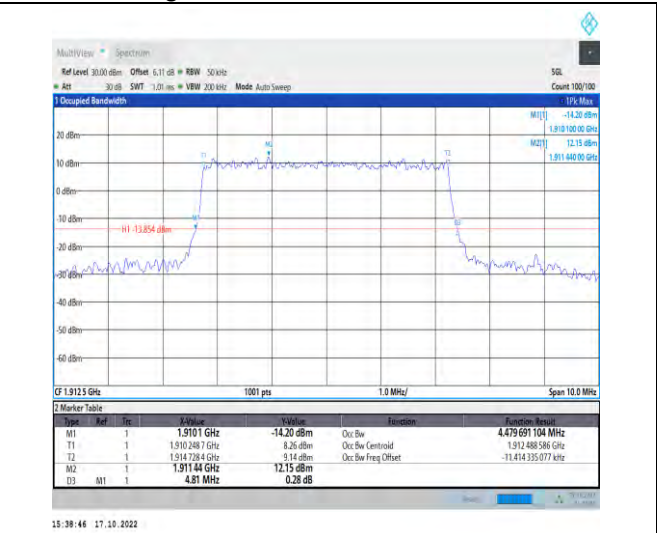 MultiView Spectrum
Ref Level 30.00 dBm Offset 6.11 dB RBW 50 kHz SGL
Att 30 dB SWT 1.01 ms VBW 200 kHz Mode Auto Sweep Count 100/100
1 Occupied Bandwidth 1Pk Max
M1[1] -14.20 dBm
1.910 100 00 GHz
20 dBm M2[1] 12.15 dBm
1.911 440 00 GHz
M2
T1 T2
10 dBm
0 dBm
-10 dBm
M1 D3
H1 -13.854 dBm
-20 dBm
-30 dBm
-40 dBm
-50 dBm
-60 dBm
CF 1.912 5 GHz 1001 pts 1.0 MHz/ Span 10.0 MHz
2 Marker Table
Type Ref Trc X-Value Y-Value Function Function Result
M1 1 1.9101 GHz -14.20 dBm Occ Bw 4.479 691 104 MHz
T1 1 1.910 248 7 GHz 8.26 dBm Occ Bw Centroid 1.912 488 586 GHz
T2 1 1.914 728 4 GHz 9.14 dBm Occ Bw Freq Offset -11.414 335 077 kHz
M2 1 1.911 44 GHz 12.15 dBm
D3 M1 1 4.81 MHz 0.28 dB
15:38:46 17.10.2022